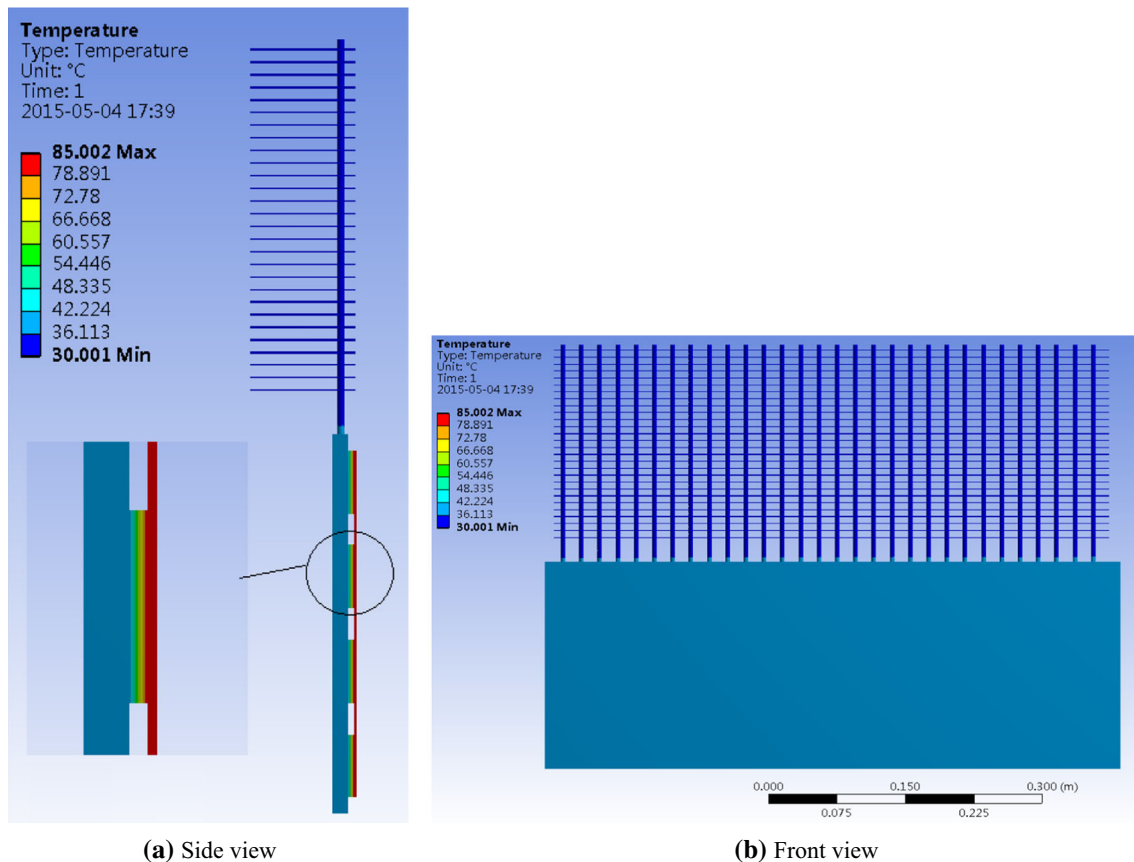 Temperature
Type: Temperature
Unit: °C
Time: 1
2015-05-04 17:39
85.002 Max
78.891
72.78
66.668
60.557
54.446
48.335
42.224
36.113
30.001 Min
(a) Side view
Temperature
Type: Temperature
Unit: °C
Time: 1
2015-05-04 17:39
85.002 Max
78.891
72.78
66.668
60.557
54.446
48.335
42.224
36.113
30.001 Min
0.000 0.150 0.300 (m)
0.075 0.225
(b) Front view